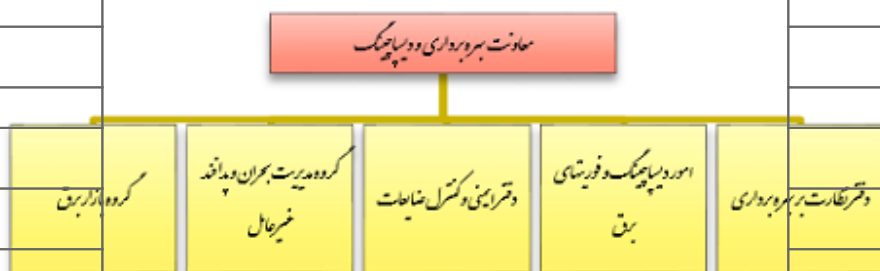 معاونت بهره برداری و دیسپاچینگ
دفتر نظارت بر بهره برداری
امور دیسپاچینگ و فوریتهای
برق
دفتر ایمنی و کنترل ضایعات
گروه مدیریت بحران و پدافند
غیرعامل
گروه بازار برق